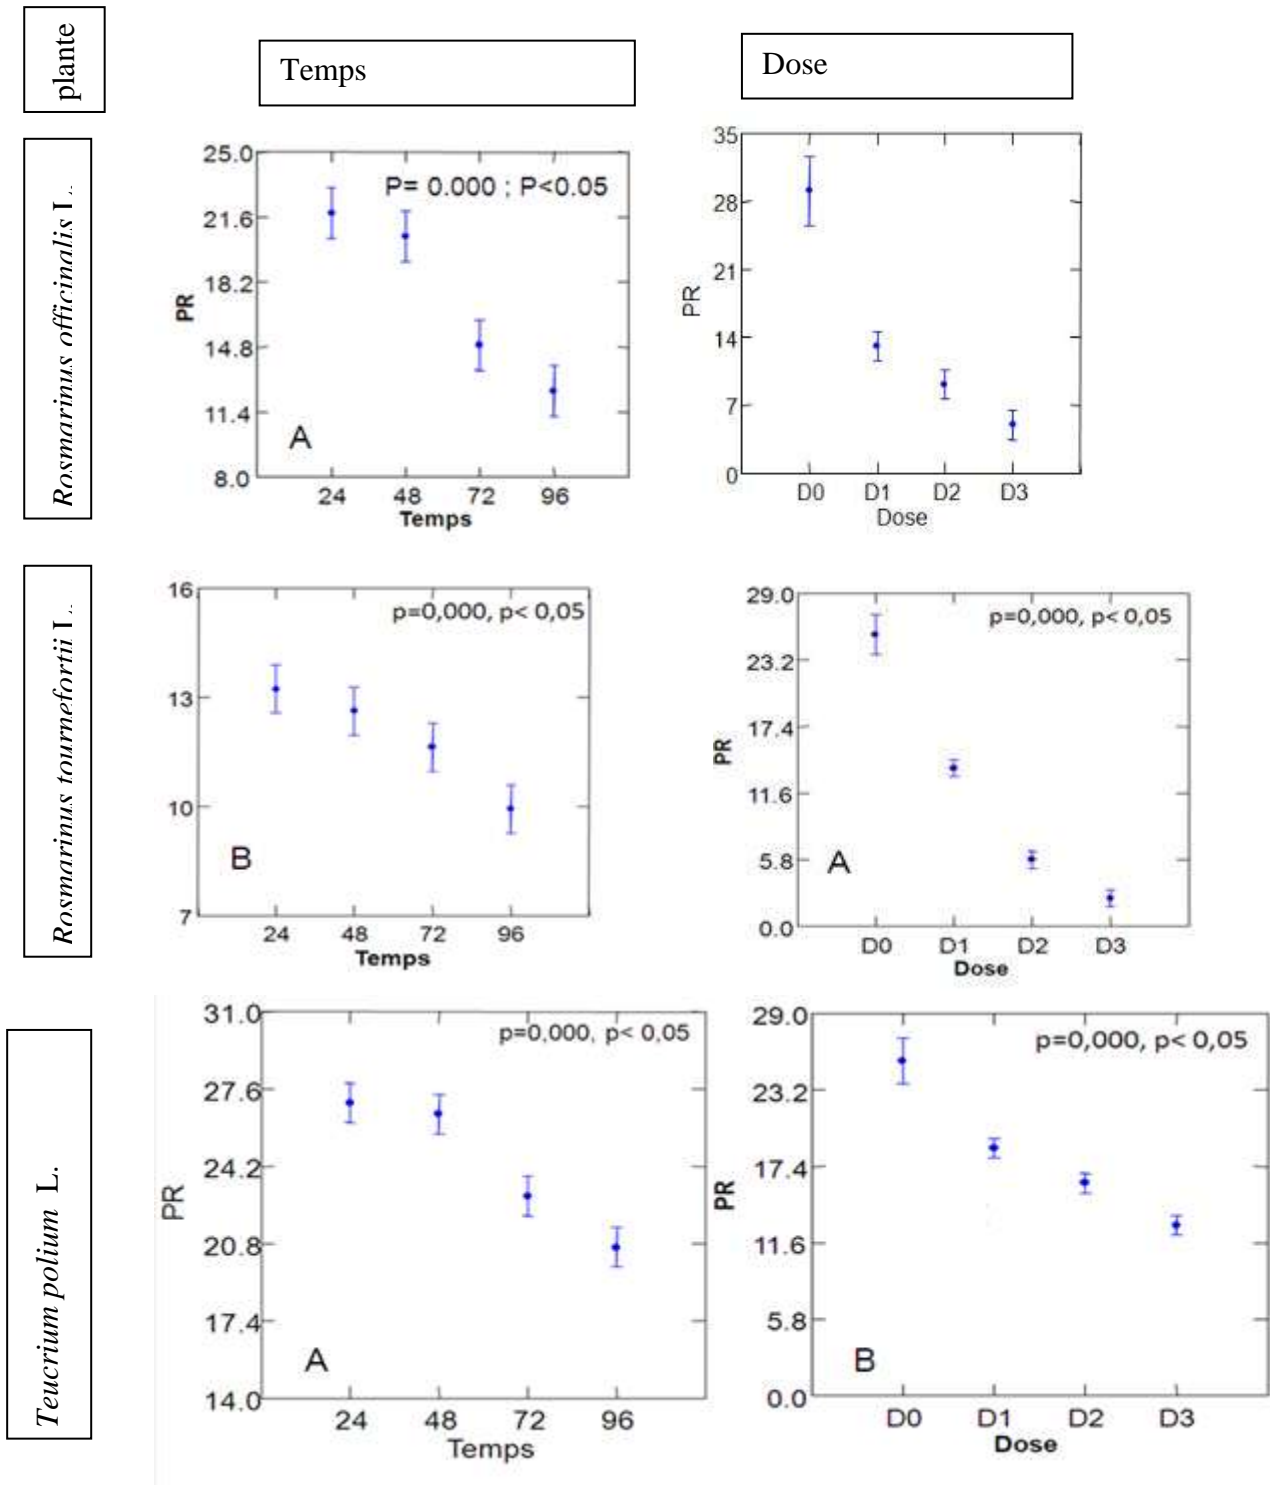 plante
Temps
Dose
Rosmarinus officinalis L.
25.0
21.6
18.2
14.8
11.4
8.0
PR
P= 0.000 ; P<0.05
A
24 48 72 96
Temps
35
28
21
14
7
0
PR
D0 D1 D2 D3
Dose
Rosmarinus tournefortii L.
16
13
10
7
p=0,000, p< 0,05
B
24 48 72 96
Temps
29.0
23.2
17.4
11.6
5.8
0.0
PR
p=0,000, p< 0,05
A
D0 D1 D2 D3
Dose
Teucrium polium L.
31.0
27.6
24.2
20.8
17.4
14.0
PR
p=0,000, p< 0,05
A
24 48 72 96
Temps
29.0
23.2
17.4
11.6
5.8
0.0
PR
p=0,000, p< 0,05
B
D0 D1 D2 D3
Dose